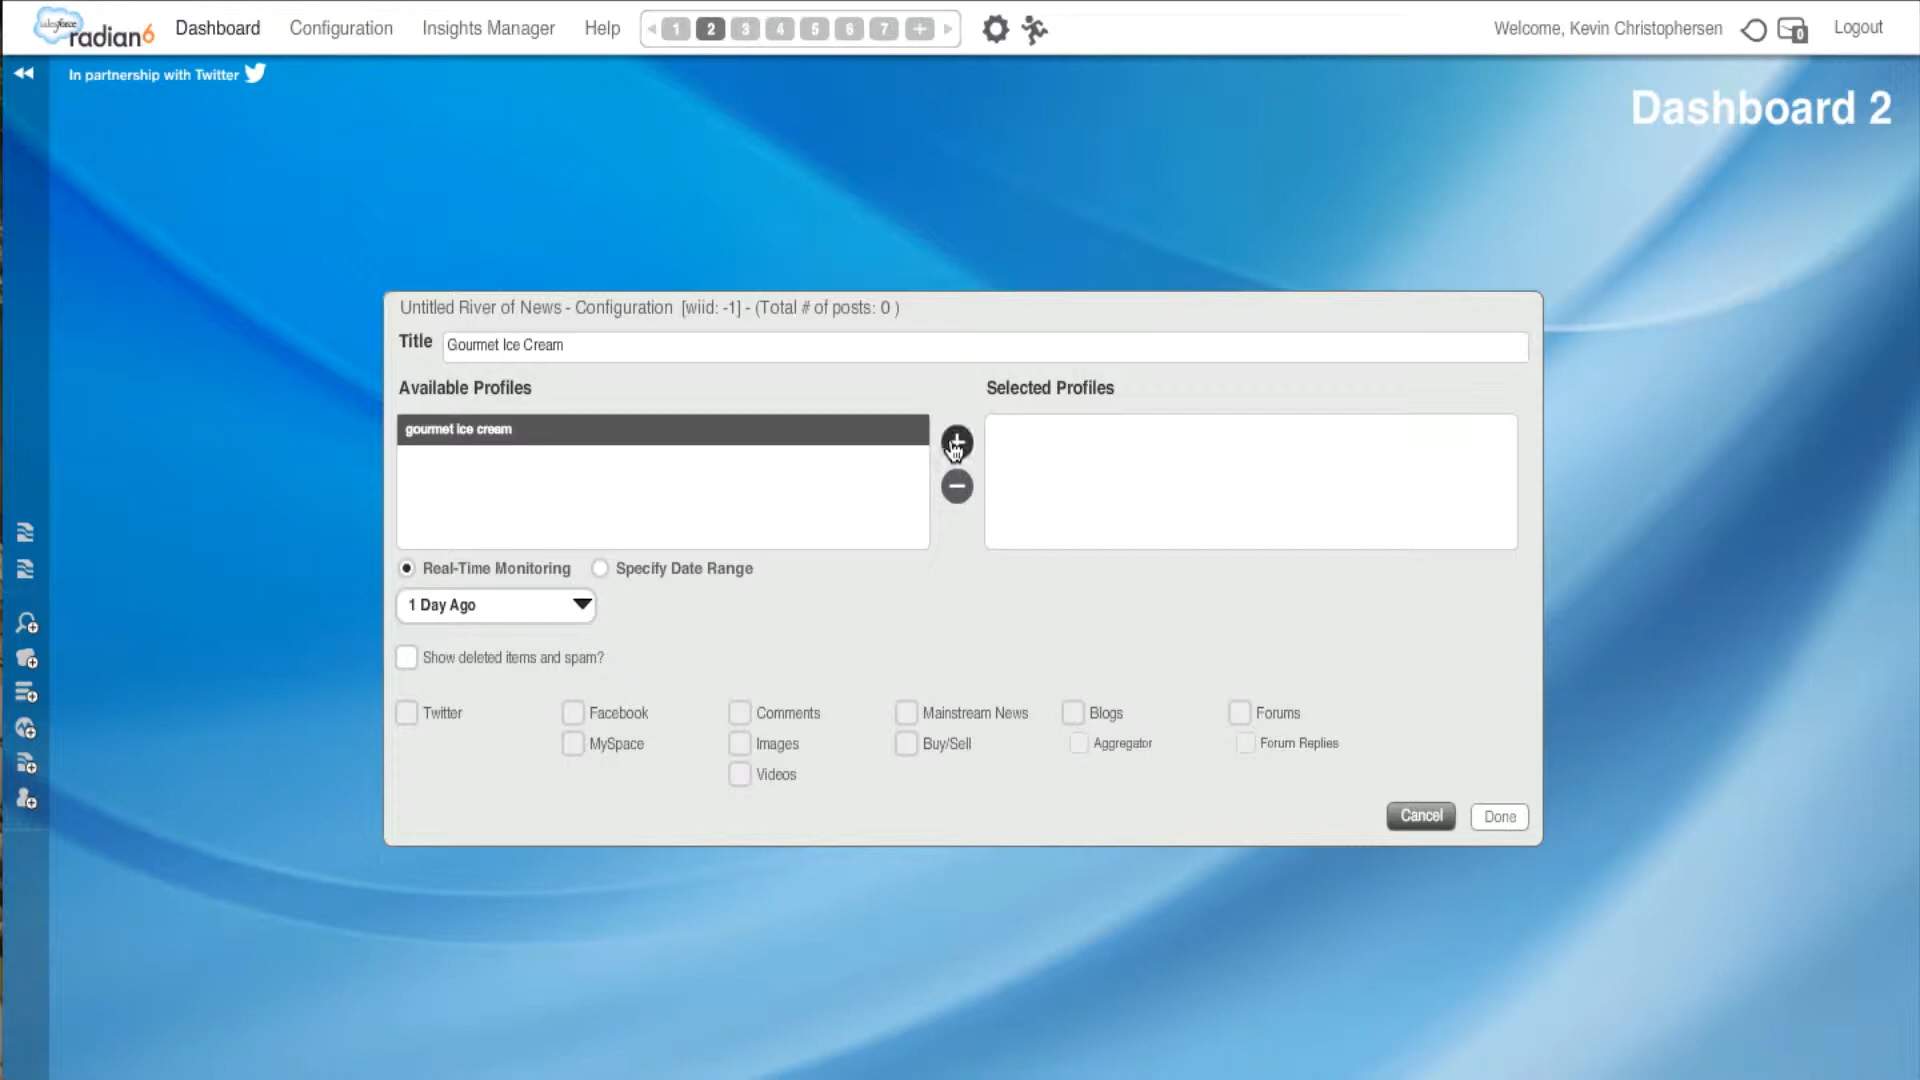 salesforce radian6 Dashboard Configuration Insights Manager Help 1 2 3 4 5 6 7 + Welcome, Kevin Christophersen 0 Logout
In partnership with Twitter
Dashboard 2
Untitled River of News - Configuration [wiid: -1] - (Total # of posts: 0 )
Title Gourmet Ice Cream
Available Profiles Selected Profiles
gourmet ice cream
Real-Time Monitoring Specify Date Range
1 Day Ago
Show deleted items and spam?
Twitter Facebook Comments Mainstream News Blogs Forums
MySpace Images Buy/Sell Aggregator Forum Replies
Videos
Cancel Done